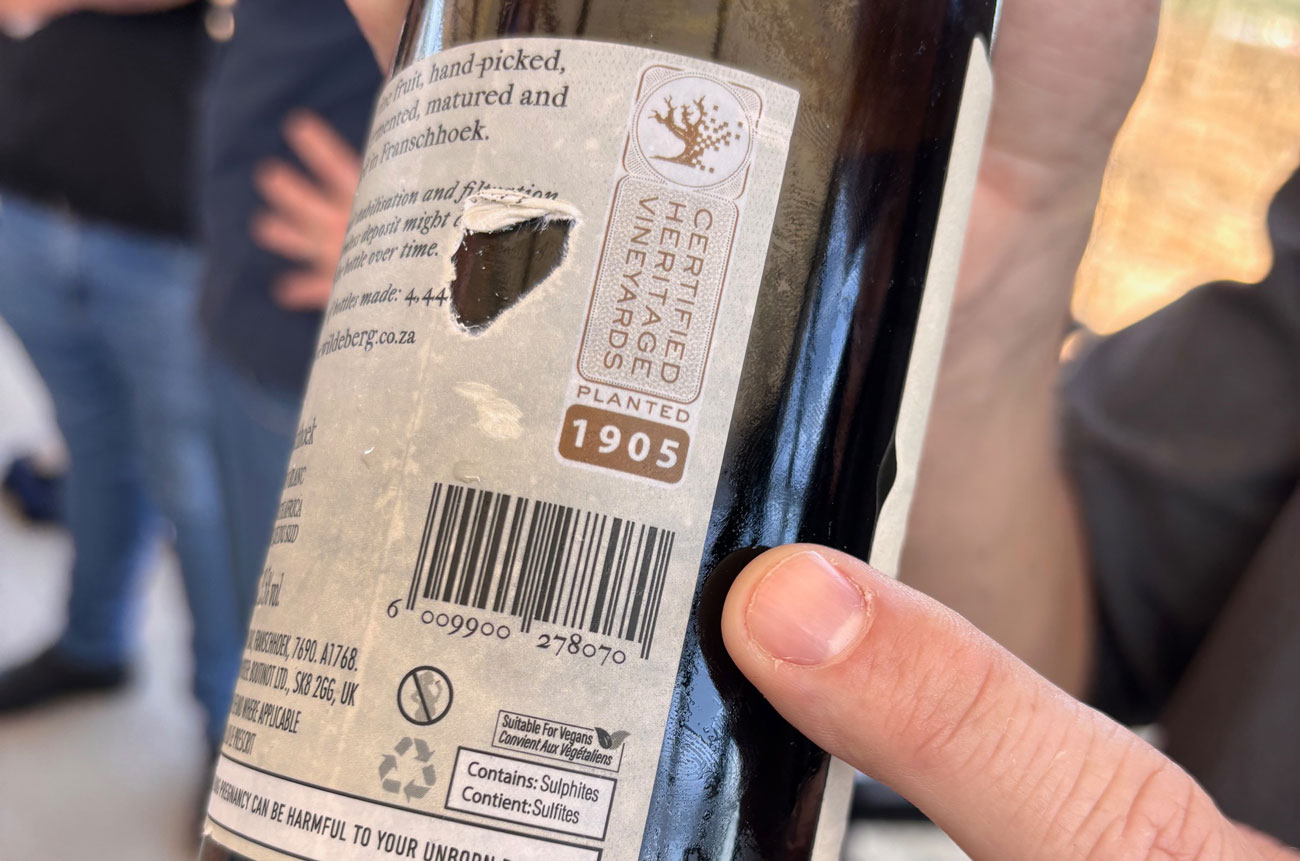 fruit, hand-picked,
matured and
in Franschhoek.
and filtration
deposit might
bottle over time.
bottles made: 4,44
wildeberg.co.za
CERTIFIED
HERITAGE
VINEYARDS
PLANTED
1905
6 009900 278070
FRANSCHHOEK, 7690. A1768.
LTD., SK8 2GG, UK
WHERE APPLICABLE
Suitable For Vegans
Convient Aux Végétaliens
Contains: Sulphites
Contient: Sulfites
PREGNANCY CAN BE HARMFUL TO YOUR UNBORN